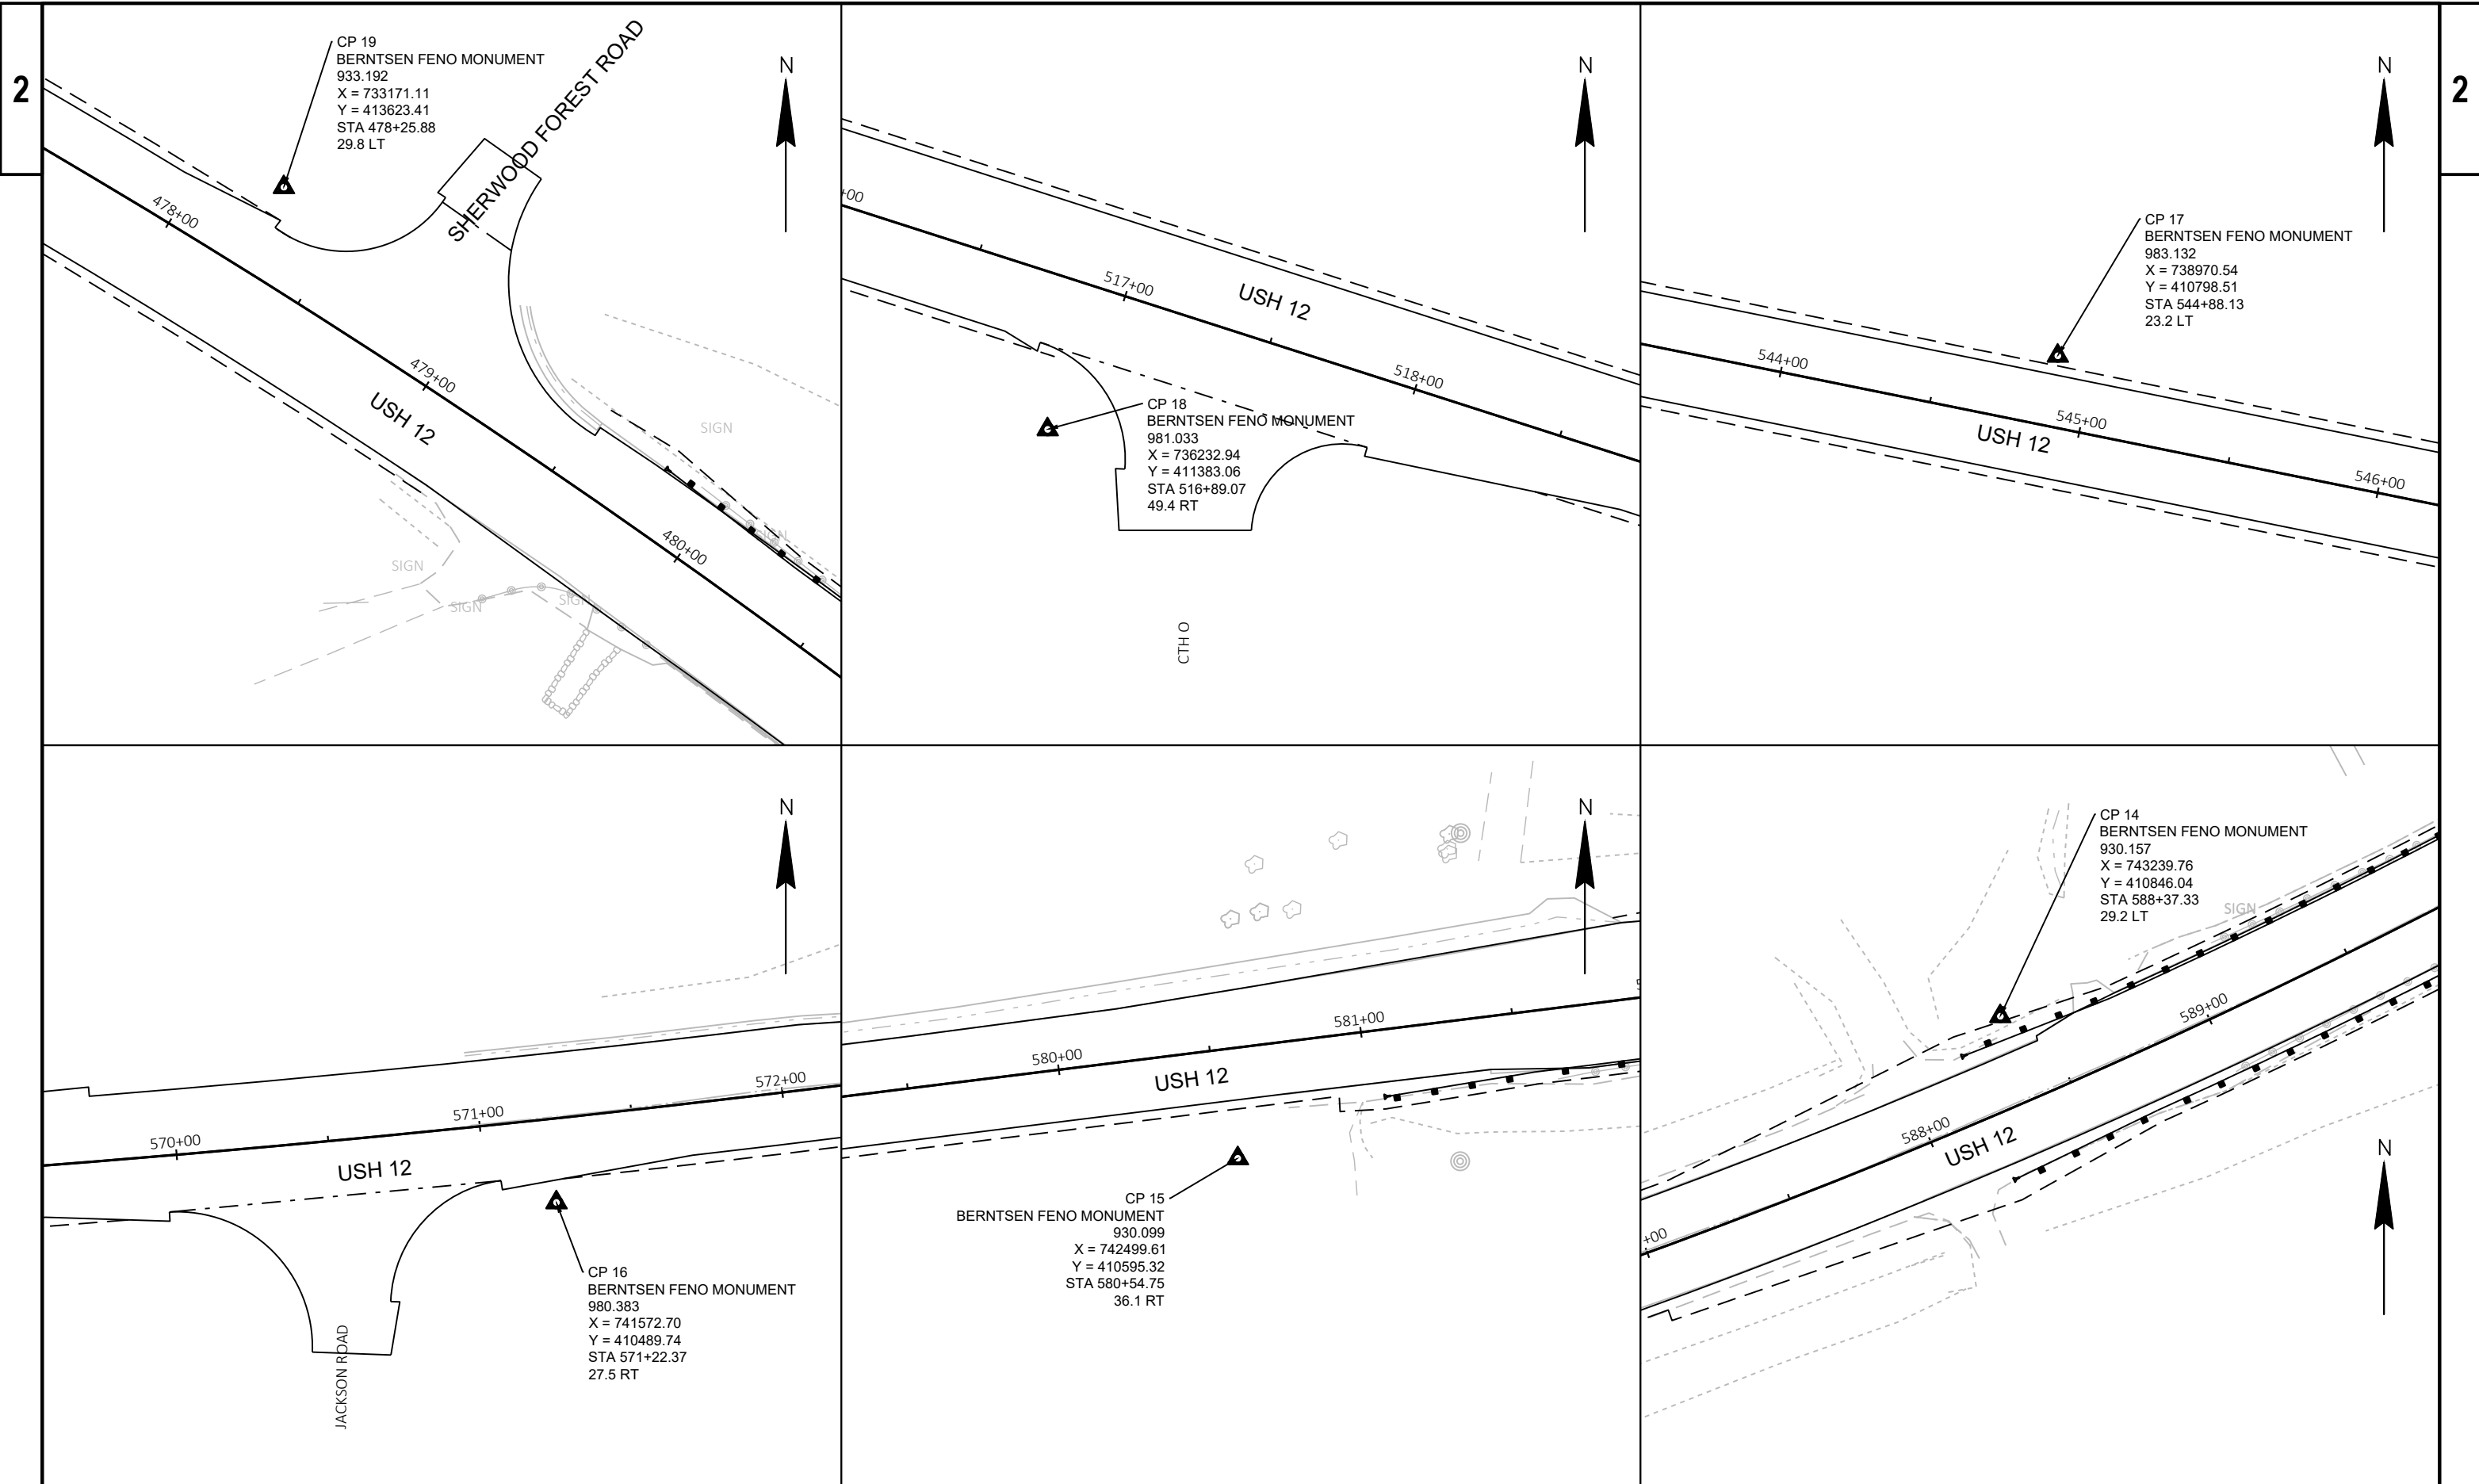 2
CP 19
BERNTSEN FENO MONUMENT
933.192
X = 733171.11
Y = 413623.41
STA 478+25.88
29.8 LT
SHERWOOD FOREST ROAD
N
478+00
479+00
USH 12
480+00
SIGN
SIGN
SIGN
SIGN
+00
N
517+00
USH 12
518+00
CP 18
BERNTSEN FENO MONUMENT
981.033
X = 736232.94
Y = 411383.06
STA 516+89.07
49.4 RT
CTH O
N
2
CP 17
BERNTSEN FENO MONUMENT
983.132
X = 738970.54
Y = 410798.51
STA 544+88.13
23.2 LT
544+00
545+00
USH 12
546+00
N
570+00
571+00
572+00
USH 12
CP 16
BERNTSEN FENO MONUMENT
980.383
X = 741572.70
Y = 410489.74
STA 571+22.37
27.5 RT
JACKSON ROAD
N
580+00
581+00
USH 12
CP 15
BERNTSEN FENO MONUMENT
930.099
X = 742499.61
Y = 410595.32
STA 580+54.75
36.1 RT
CP 14
BERNTSEN FENO MONUMENT
930.157
X = 743239.76
Y = 410846.04
STA 588+37.33
29.2 LT
SIGN
589+00
588+00
USH 12
+00
N